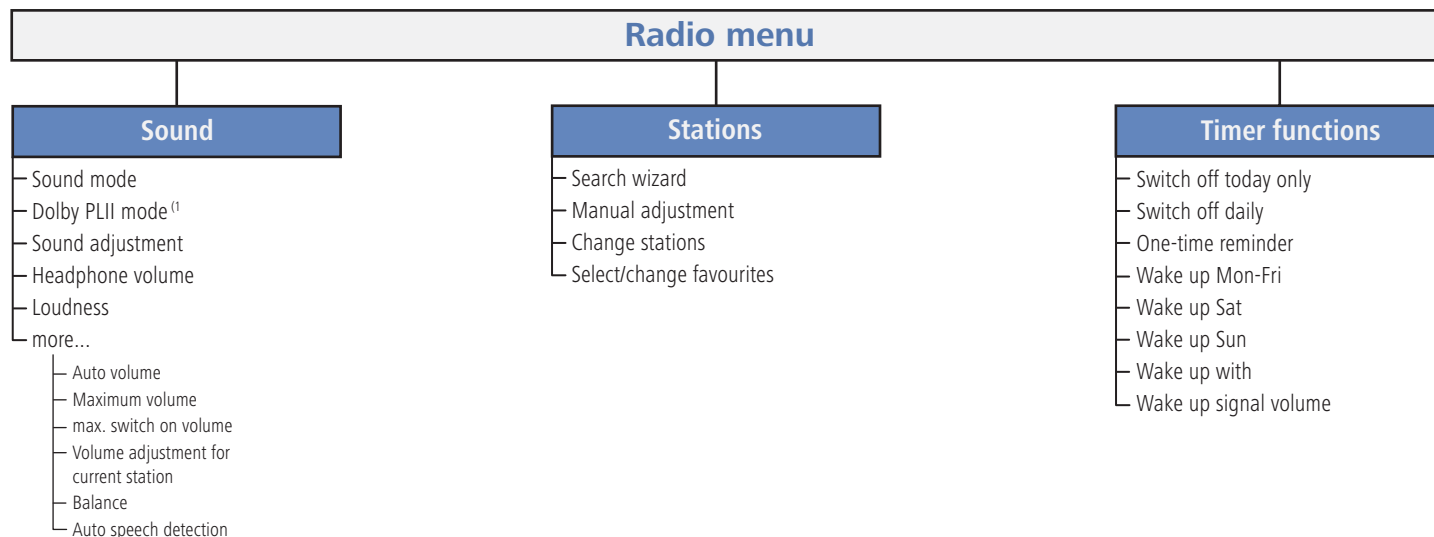 Radio menu
Sound
Sound mode
Dolby PLII mode (1
Sound adjustment
Headphone volume
Loudness
more...
Auto volume
Maximum volume
max. switch on volume
Volume adjustment for
current station
Balance
Auto speech detection
Stations
Search wizard
Manual adjustment
Change stations
Select/change favourites
Timer functions
Switch off today only
Switch off daily
One-time reminder
Wake up Mon-Fri
Wake up Sat
Wake up Sun
Wake up with
Wake up signal volume